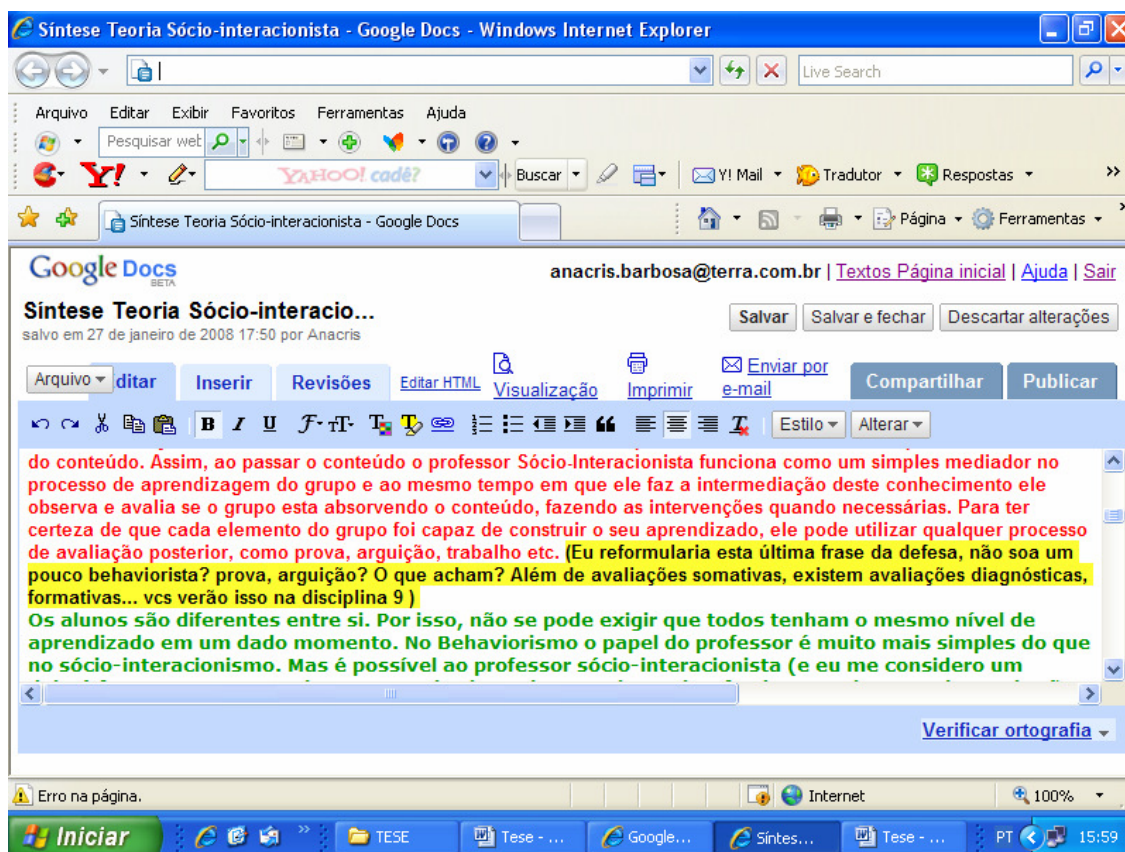 Síntese Teoria Sócio-interacionista - Google Docs - Windows Internet Explorer
Live Search
Arquivo Editar Exibir Favoritos Ferramentas Ajuda
Pesquisar web
Y! YAHOO! cadê? Buscar Y! Mail Tradutor Respostas »
Síntese Teoria Sócio-interacionista - Google Docs Página Ferramentas
Google Docs BETA anacris.barbosa@terra.com.br | Textos Página inicial | Ajuda | Sair
Síntese Teoria Sócio-interacio...
salvo em 27 de janeiro de 2008 17:50 por Anacris
Salvar Salvar e fechar Descartar alterações
Arquivo ditar Inserir Revisões Editar HTML Visualização Imprimir Enviar por e-mail Compartilhar Publicar
B I U Estilo Alterar
do conteúdo. Assim, ao passar o conteúdo o professor Sócio-Interacionista funciona como um simples mediador no
processo de aprendizagem do grupo e ao mesmo tempo em que ele faz a intermediação deste conhecimento ele
observa e avalia se o grupo esta absorvendo o conteúdo, fazendo as intervenções quando necessárias. Para ter
certeza de que cada elemento do grupo foi capaz de construir o seu aprendizado, ele pode utilizar qualquer processo
de avaliação posterior, como prova, arguição, trabalho etc. (Eu reformularia esta última frase da defesa, não soa um
pouco behaviorista? prova, arguição? O que acham? Além de avaliações somativas, existem avaliações diagnósticas,
formativas... vcs verão isso na disciplina 9 )
Os alunos são diferentes entre si. Por isso, não se pode exigir que todos tenham o mesmo nível de
aprendizado em um dado momento. No Behaviorismo o papel do professor é muito mais simples do que
no sócio-interacionismo. Mas é possível ao professor sócio-interacionista (e eu me considero um
Verificar ortografia
Erro na página. Internet 100%
Iniciar » TESE Tese - ... Google... Síntes... Tese - ... PT 15:59